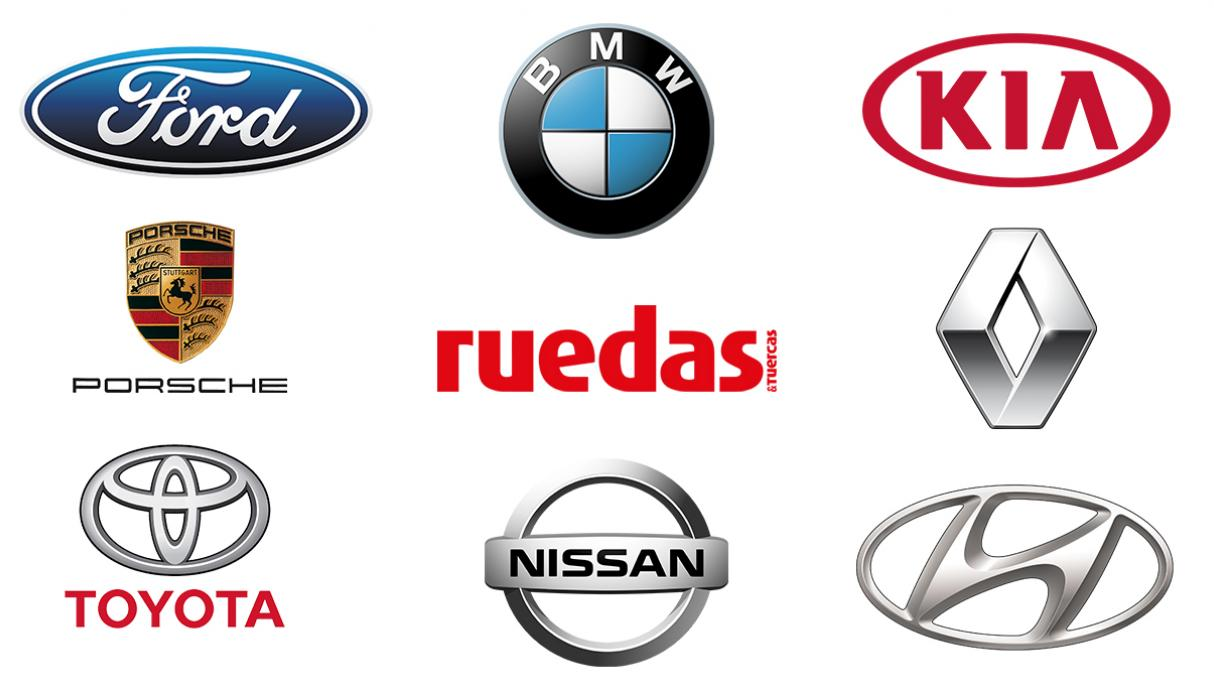 Ford
BMW
KIA
PORSCHE
STUTTGART
PORSCHE
ruedas
&TUERCAS
TOYOTA
NISSAN